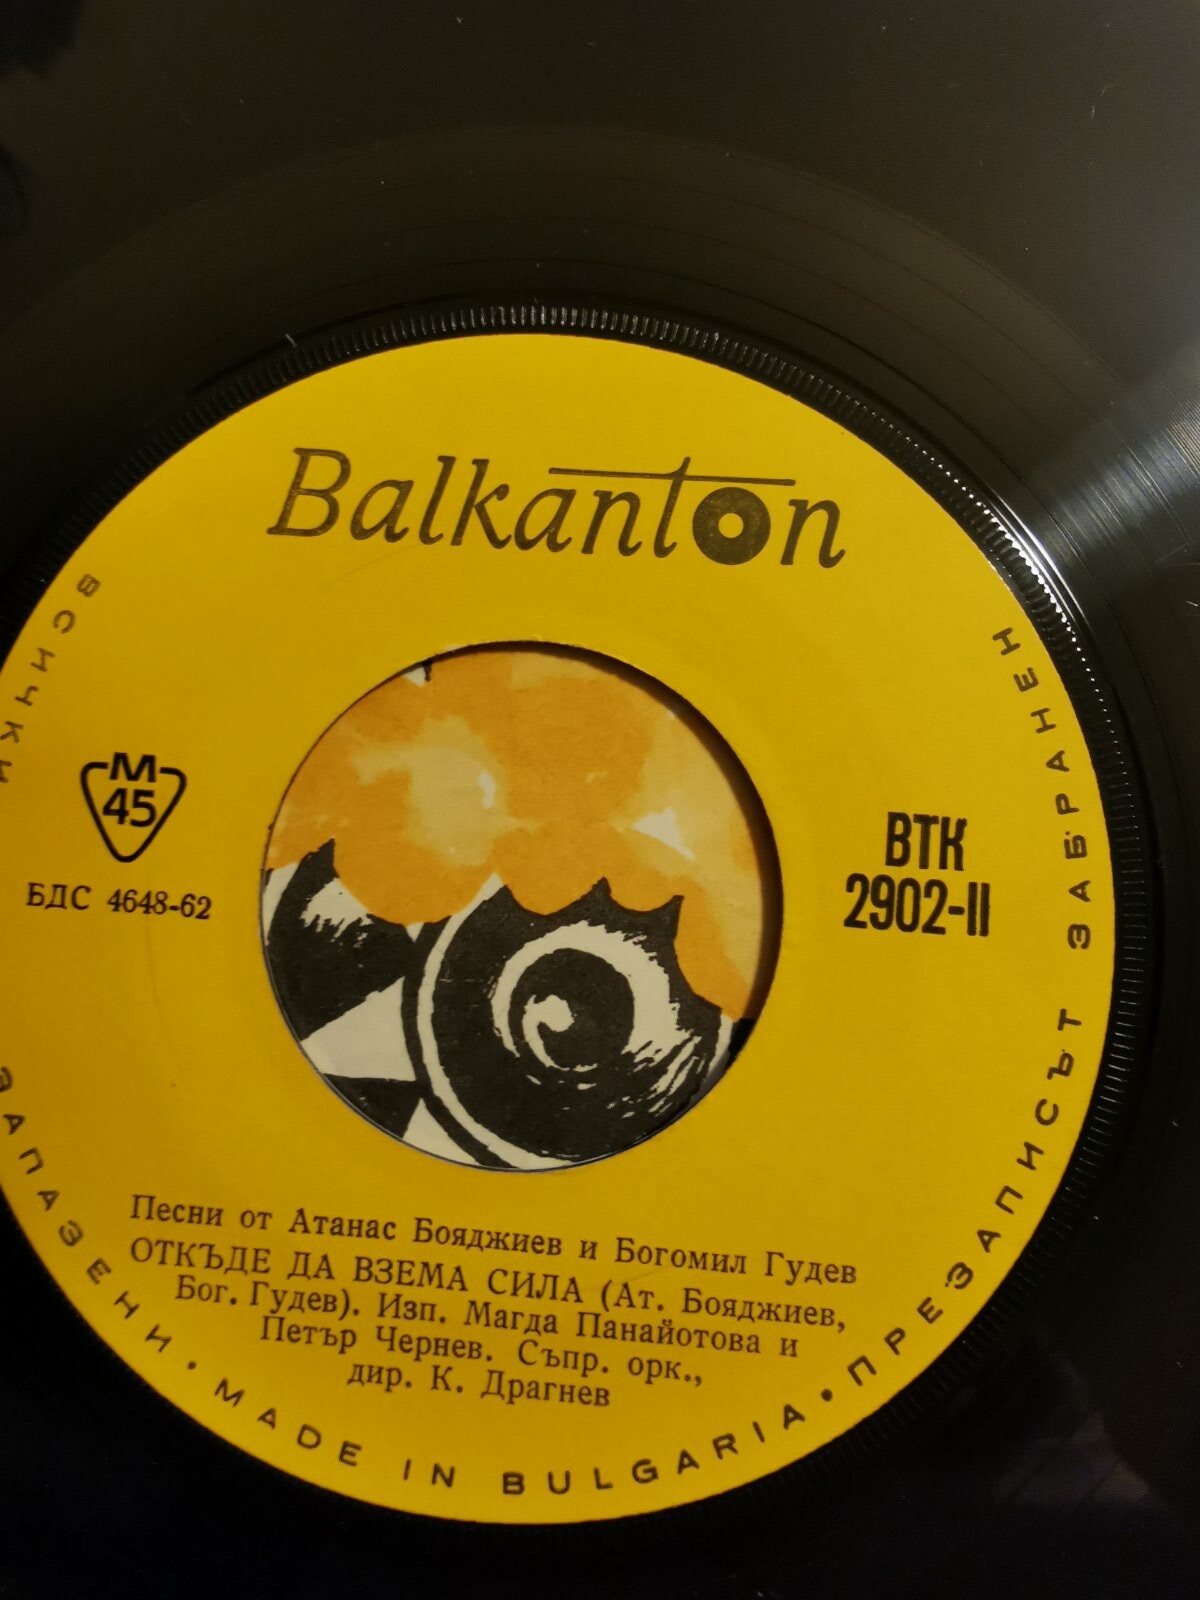 Balkanton
М
45
БДС 4648-62
ВТК
2902-II
Песни от Атанас Бояджиев и Богомил Гудев
ОТКЪДЕ ДА ВЗЕМА СИЛА (Ат. Бояджиев,
Бог. Гудев). Изп. Магда Панайотова и
Петър Чернев. Съпр. орк.,
дир. К. Драгнев
ВСИЧКИ
ЗАПАЗЕНИ • MADE IN BULGARIA • ПРЕЗАПИСЪТ ЗАБРАНЕН